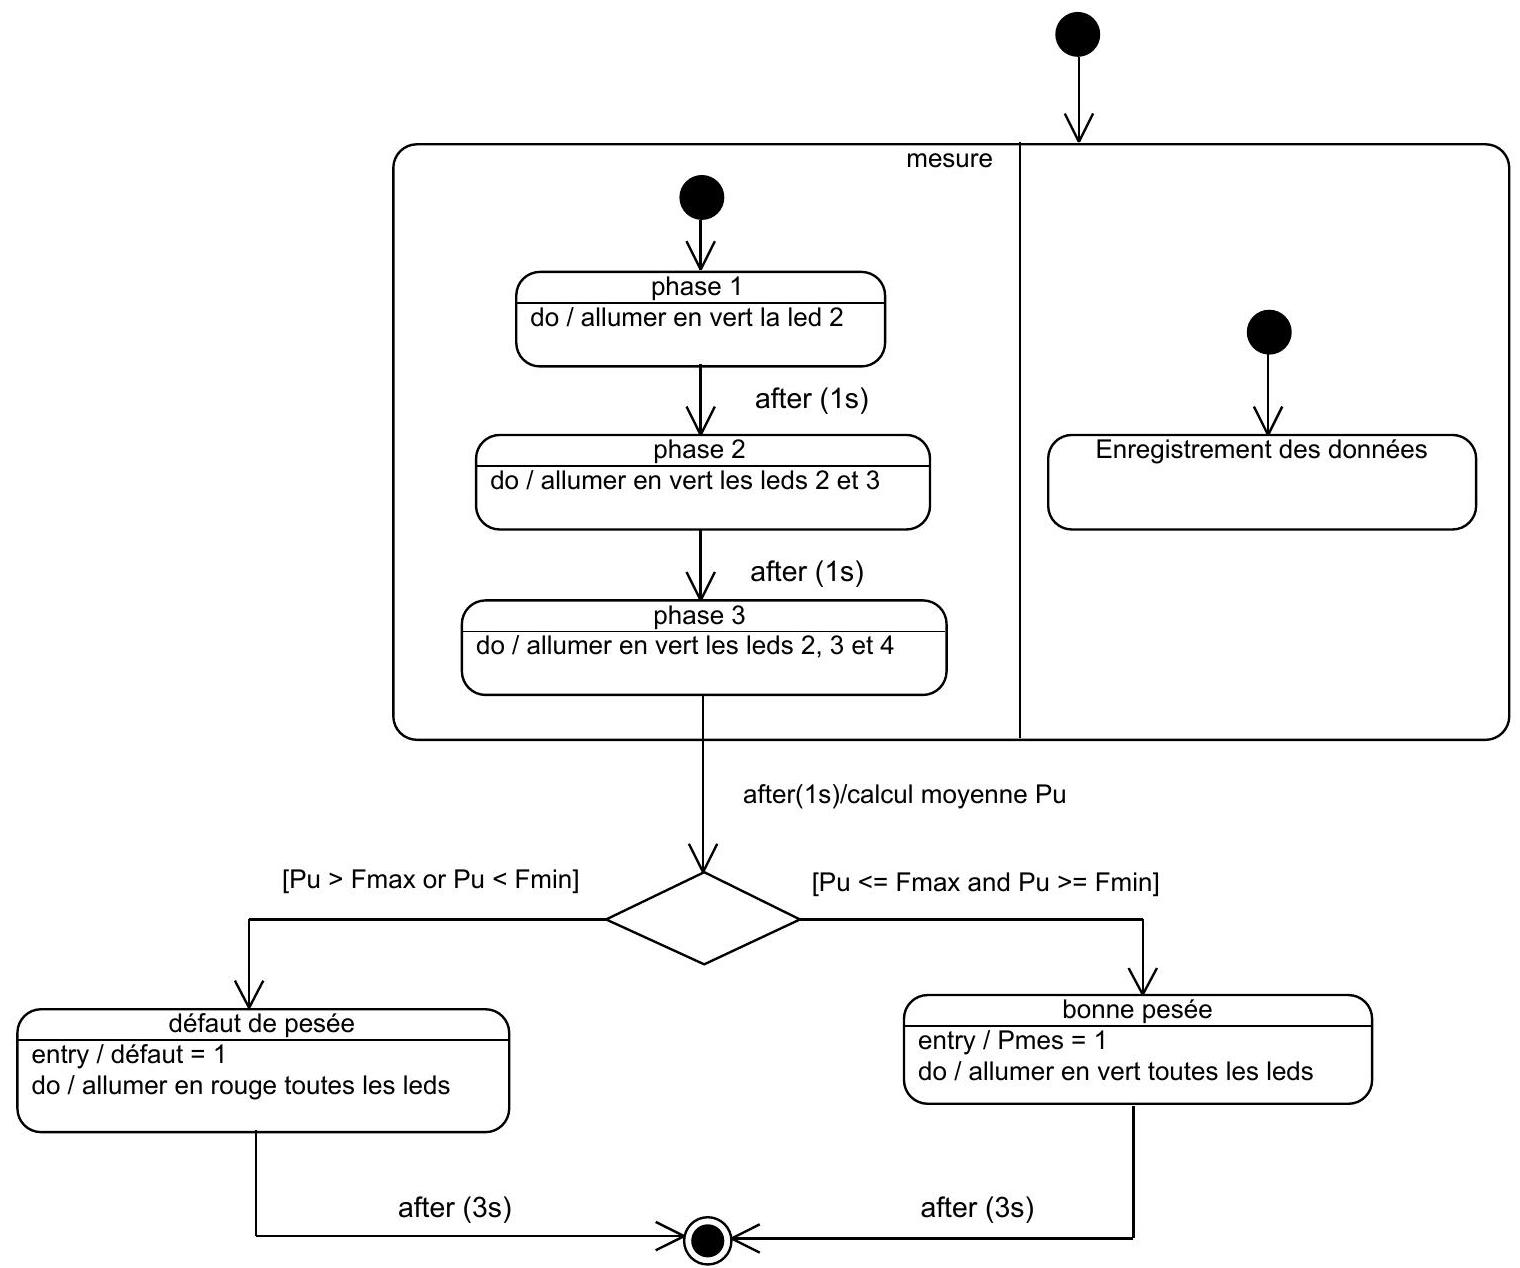 mesure
phase 1
do / allumer en vert la led 2
after (1s)
phase 2
do / allumer en vert les leds 2 et 3
Enregistrement des données
after (1s)
phase 3
do / allumer en vert les leds 2, 3 et 4
after(1s)/calcul moyenne Pu
[Pu > Fmax or Pu < Fmin]
[Pu <= Fmax and Pu >= Fmin]
défaut de pesée
entry / défaut = 1
do / allumer en rouge toutes les leds
bonne pesée
entry / Pmes = 1
do / allumer en vert toutes les leds
after (3s)
after (3s)